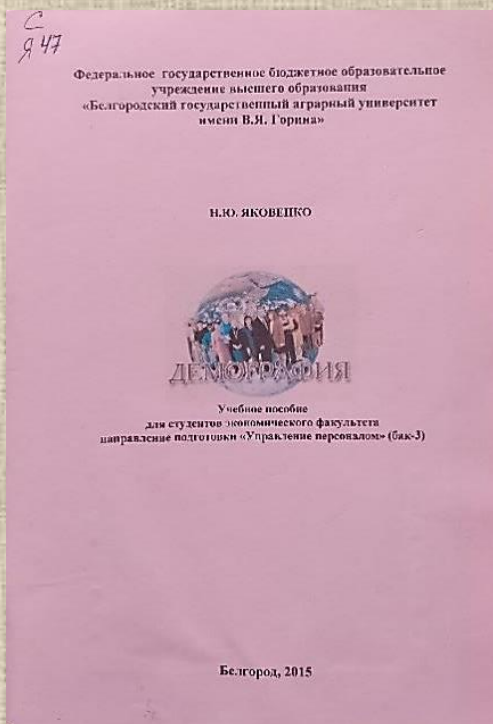 С
Я 47
Федеральное государственное бюджетное образовательное
учреждение высшего образования
«Белгородский государственный аграрный университет
имени В.Я. Горина»
Н.Ю. ЯКОВЕНКО
ДЕМОГРАФИЯ
Учебное пособие
для студентов экономического факультета
направление подготовки «Управление персоналом» (бак-3)
Белгород, 2015